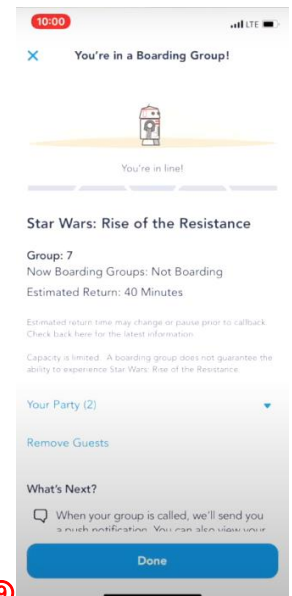 10:00
LTE
You're in a Boarding Group!
You're in line!
Star Wars: Rise of the Resistance
Group: 7
Now Boarding Groups: Not Boarding
Estimated Return: 40 Minutes
Estimated return time may change or pause prior to callback.
Check back here for the latest information.
Capacity is limited. A boarding group does not guarantee the
ability to experience Star Wars: Rise of the Resistance.
Your Party (2)
Remove Guests
What's Next?
When your group is called, we'll send you
a push notification. You can also view your
Done